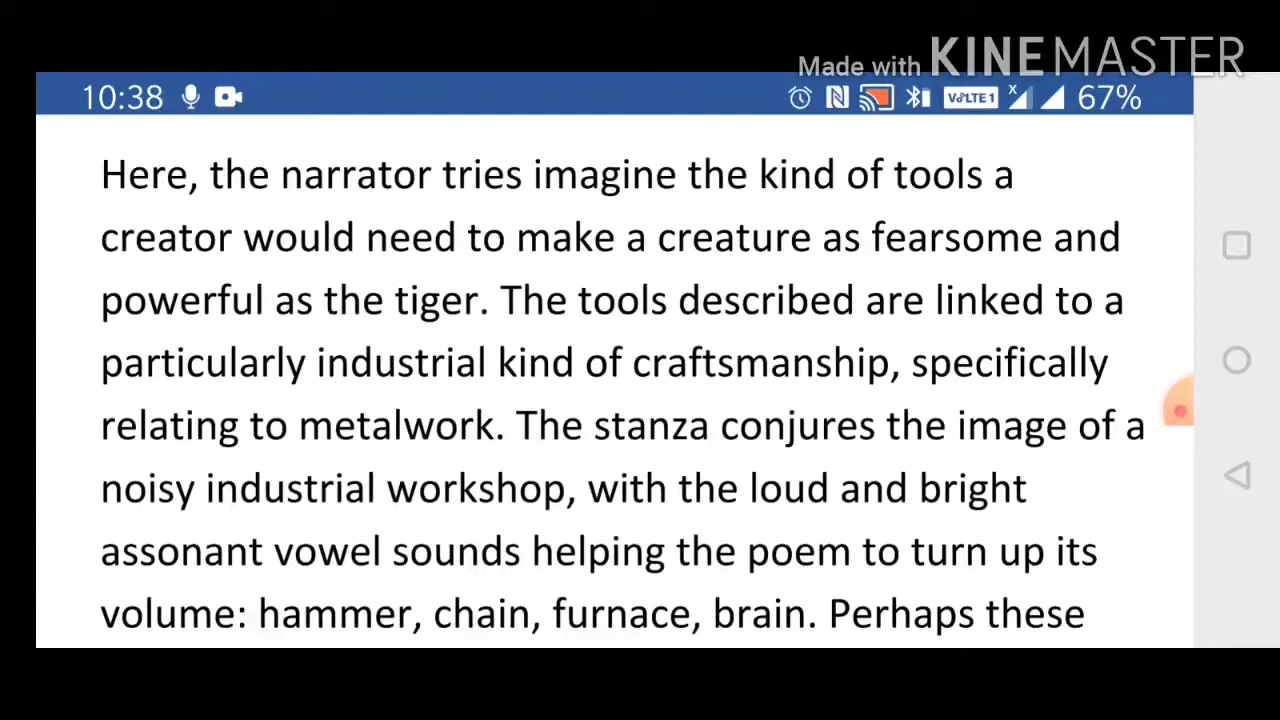 Made with KINEMASTER
10:38 VoLTE 1 x 67%
Here, the narrator tries imagine the kind of tools a
creator would need to make a creature as fearsome and
powerful as the tiger. The tools described are linked to a
particularly industrial kind of craftsmanship, specifically
relating to metalwork. The stanza conjures the image of a
noisy industrial workshop, with the loud and bright
assonant vowel sounds helping the poem to turn up its
volume: hammer, chain, furnace, brain. Perhaps these